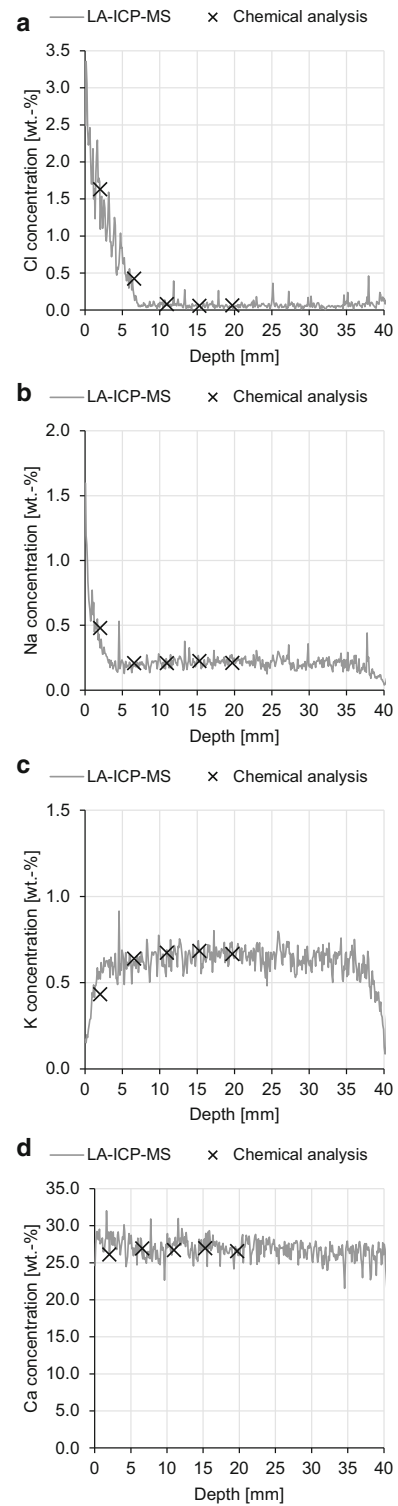 a
LA-ICP-MS × Chemical analysis
Cl concentration [wt.-%]
3.5
3.0
2.5
2.0
1.5
1.0
0.5
0.0
0 5 10 15 20 25 30 35 40
Depth [mm]
b
LA-ICP-MS × Chemical analysis
Na concentration [wt.-%]
2.0
1.5
1.0
0.5
0.0
0 5 10 15 20 25 30 35 40
Depth [mm]
c
LA-ICP-MS × Chemical analysis
K concentration [wt.-%]
1.5
1.0
0.5
0.0
0 5 10 15 20 25 30 35 40
Depth [mm]
d
LA-ICP-MS × Chemical analysis
Ca concentration [wt.-%]
35.0
30.0
25.0
20.0
15.0
10.0
5.0
0.0
0 5 10 15 20 25 30 35 40
Depth [mm]